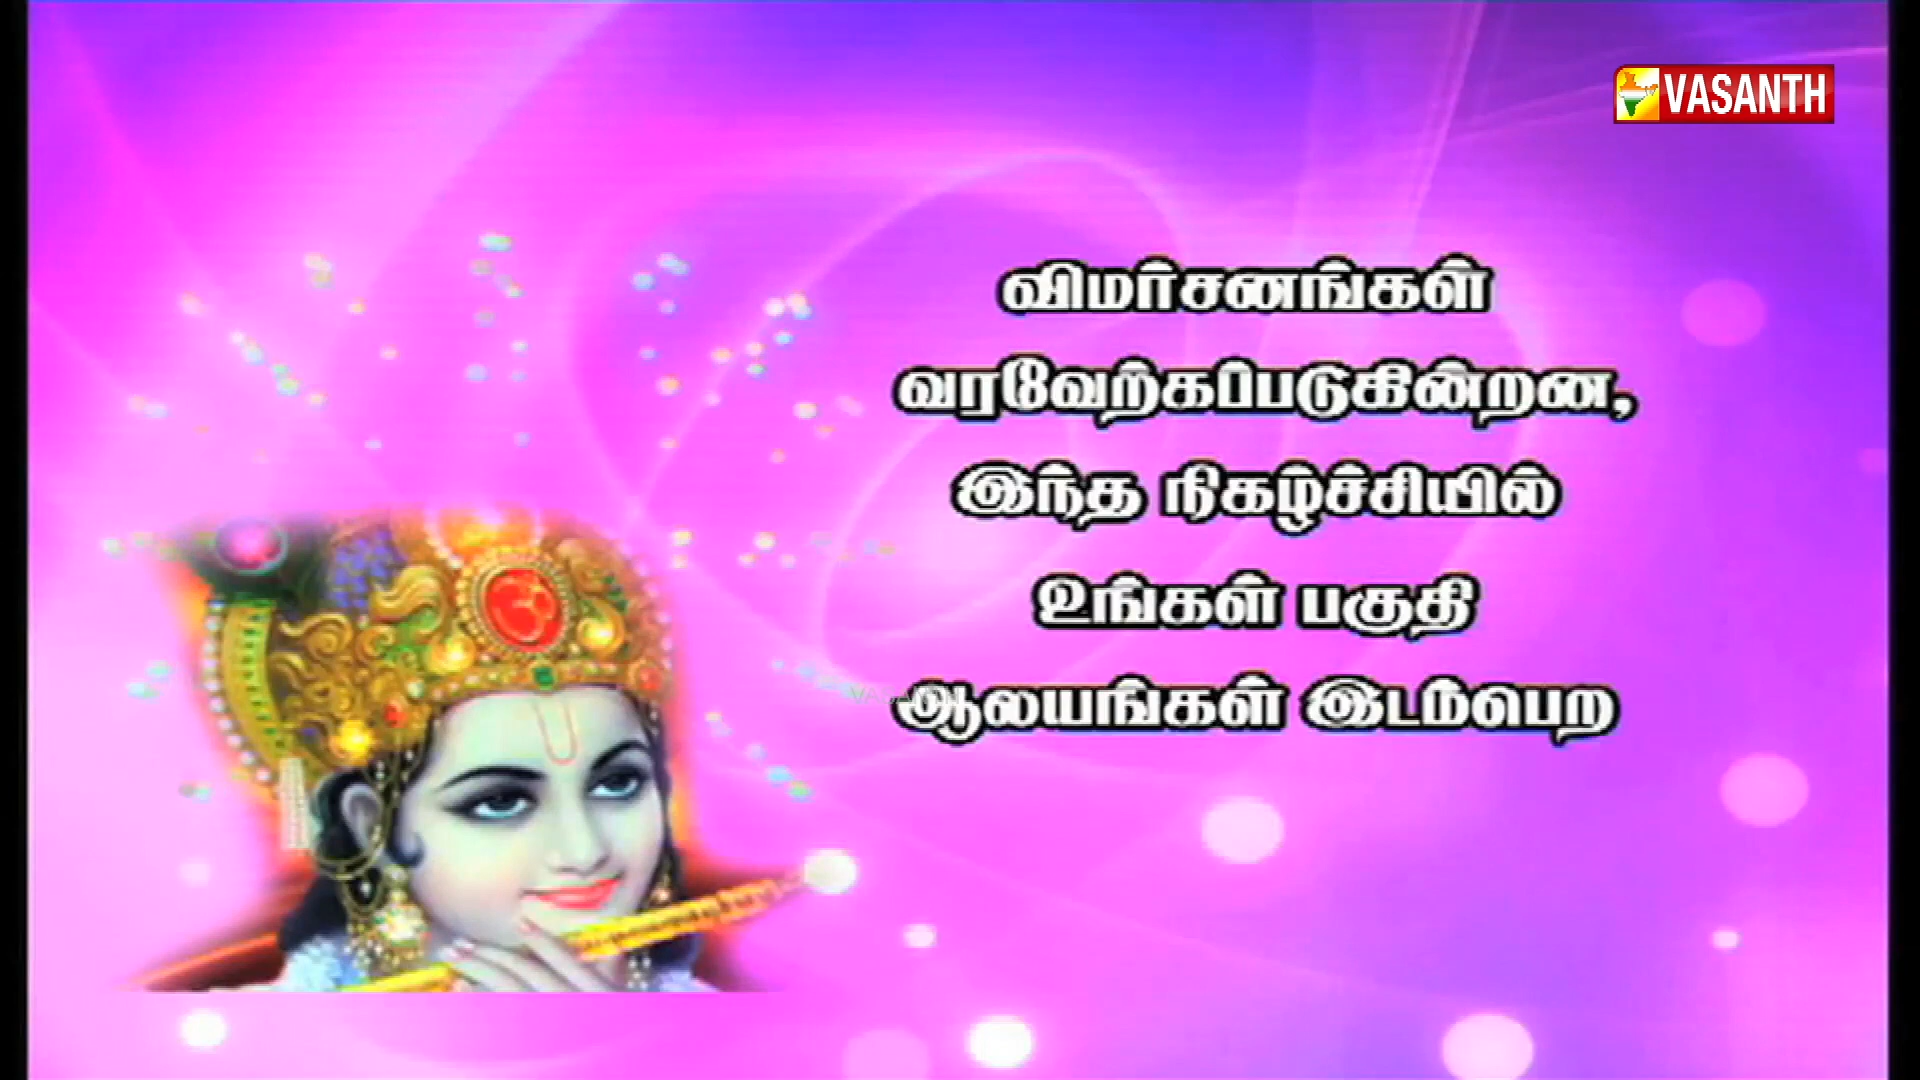 VASANTH
விமர்சனங்கள்
வரவேற்கப்படுகின்றன,
இந்த நிகழ்ச்சியில்
உங்கள் பகுதி
ஆலயங்கள் இடம்பெற